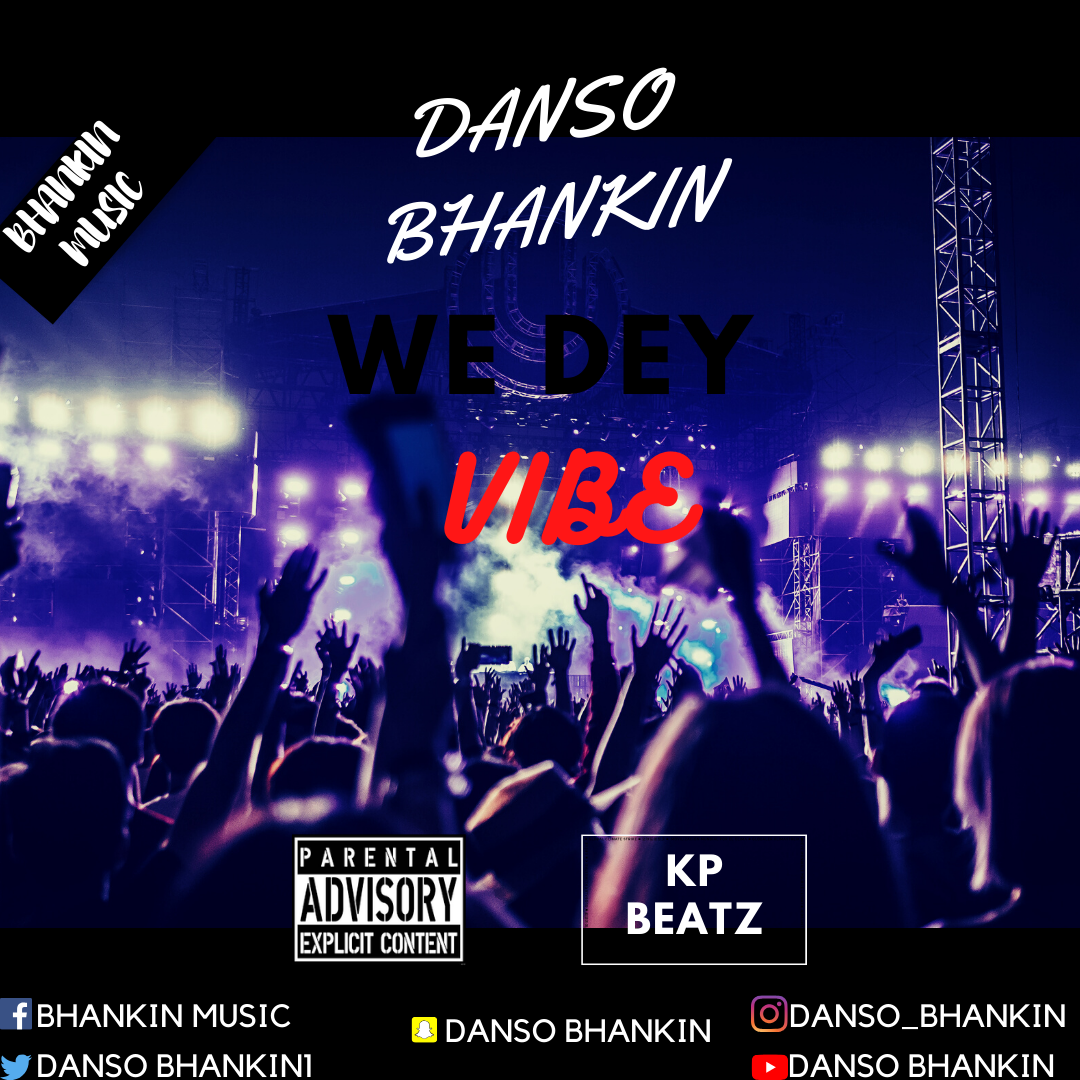 DANSO
BHANKIN
BHANKIN
MUSIC
WE DEY
VIBE
PARENTAL
ADVISORY
EXPLICIT CONTENT
KP
BEATZ
BHANKIN MUSIC
DANSO BHANKIN
DANSO_BHANKIN
DANSO BHANKIN1
DANSO BHANKIN